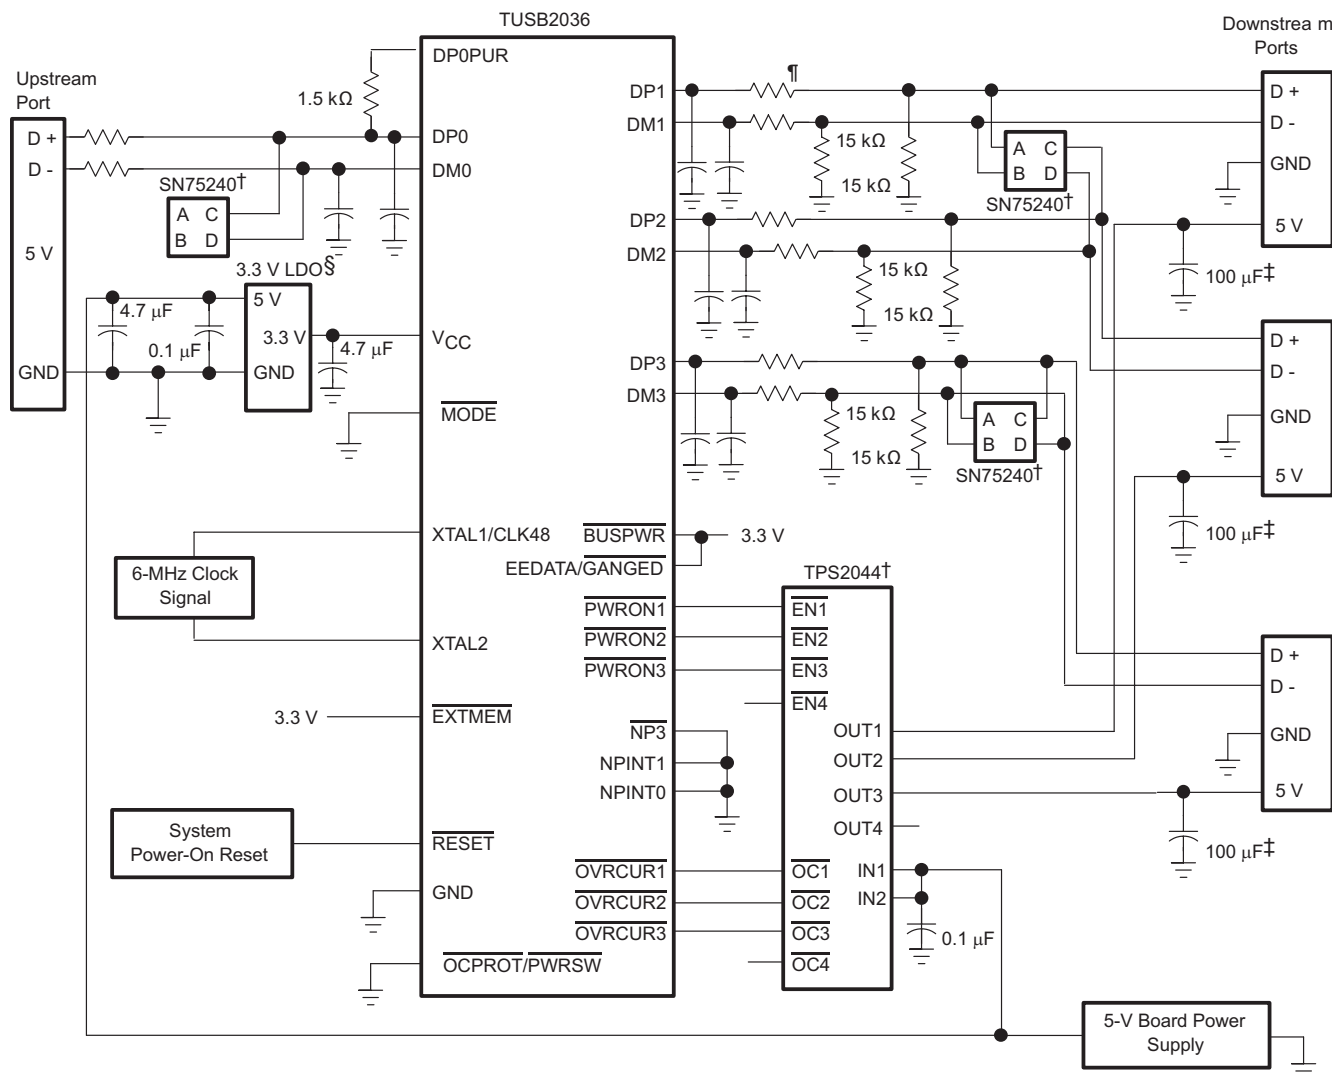 TUSB2036
Downstrea m
Ports
Upstream
Port
D +
D -
5 V
GND
1.5 kΩ
SN75240†
A C
B D
3.3 V LDO§
5 V
3.3 V
GND
4.7 µF
0.1 µF
4.7 µF
DP0PUR
DP0
DM0
VCC
MODE
XTAL1/CLK48
XTAL2
EXTMEM
RESET
GND
OCPROT/PWRSW
6-MHz Clock
Signal
3.3 V
System
Power-On Reset
DP1
DM1
DP2
DM2
DP3
DM3
BUSPWR
EEDATA/GANGED
PWRON1
PWRON2
PWRON3
NP3
NPINT1
NPINT0
OVRCUR1
OVRCUR2
OVRCUR3
¶
15 kΩ
15 kΩ
A C
B D
SN75240†
15 kΩ
15 kΩ
15 kΩ
15 kΩ
A C
B D
SN75240†
3.3 V
TPS2044†
EN1
EN2
EN3
EN4
OUT1
OUT2
OUT3
OUT4
OC1
IN1
OC2
IN2
OC3
OC4
0.1 µF
D +
D -
GND
5 V
100 µF‡
D +
D -
GND
5 V
100 µF‡
D +
D -
GND
5 V
100 µF‡
5-V Board Power
Supply